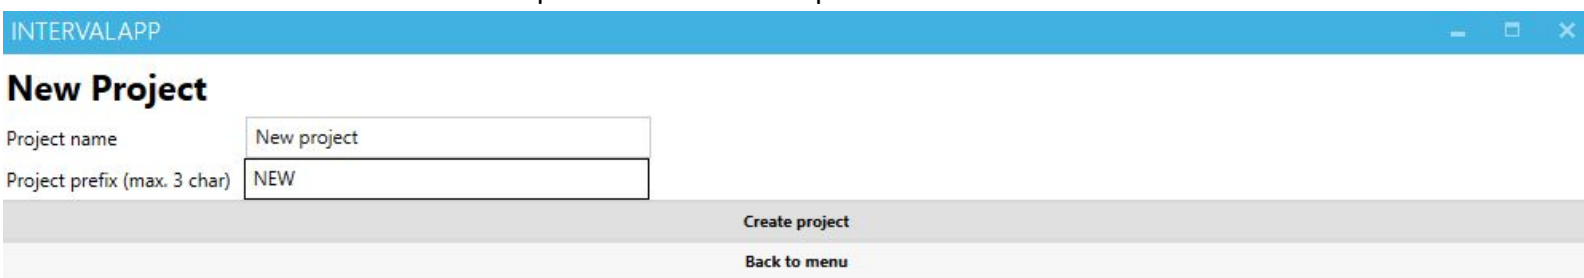 INTERVALAPP
New Project
Project name New project
Project prefix (max. 3 char) NEW
Create project
Back to menu